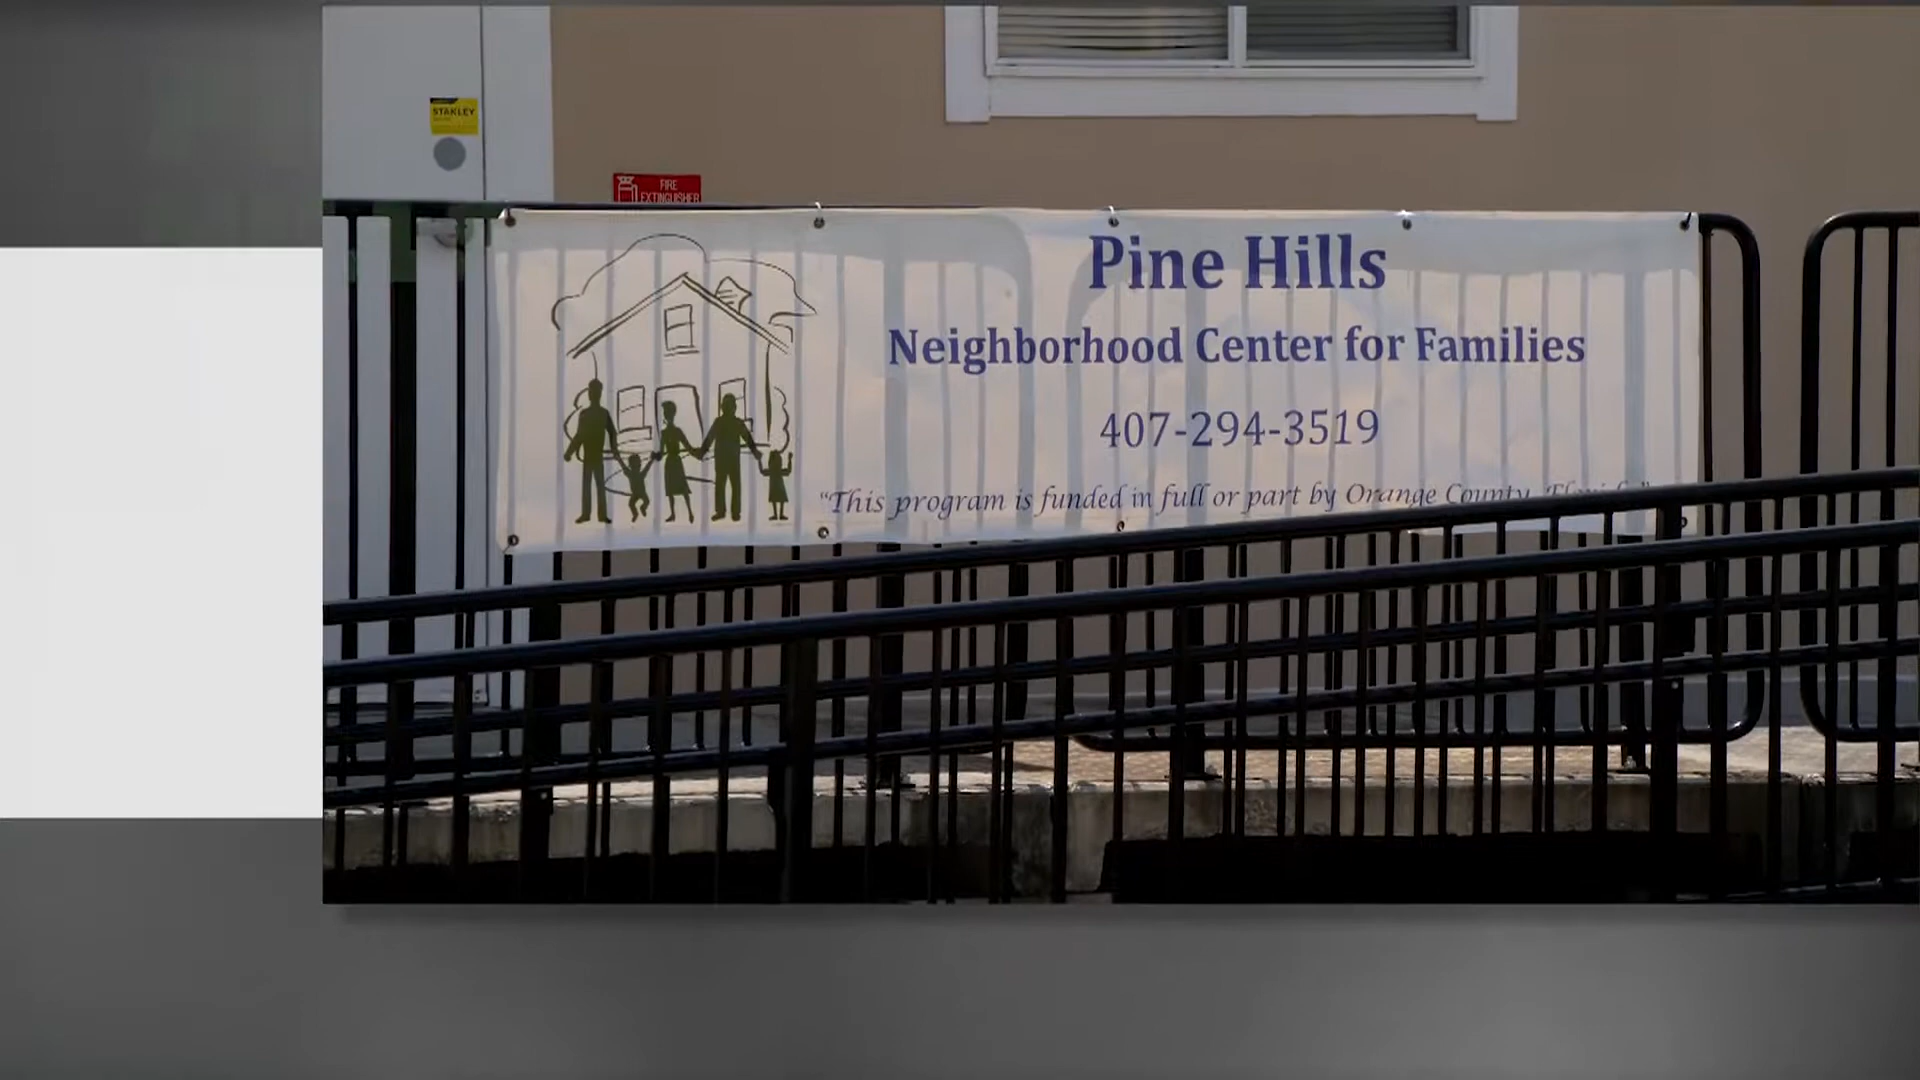 STANLEY
FIRE
EXTINGUISHER
Pine Hills
Neighborhood Center for Families
407-294-3519
"This program is funded in full or part by Orange County, Florida."